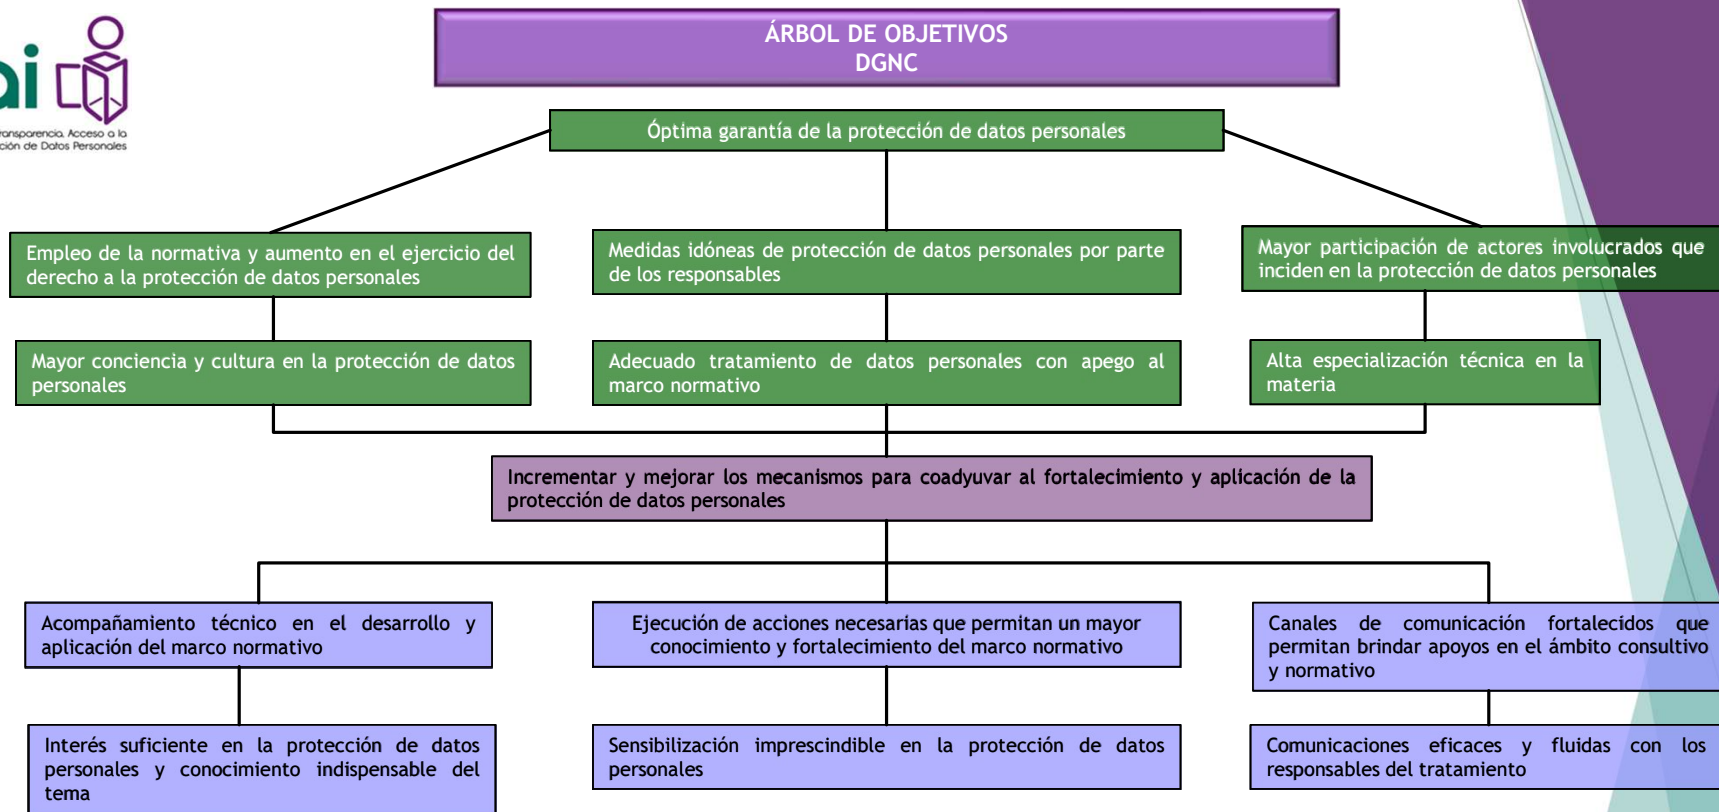 ÁRBOL DE OBJETIVOS
DGNC
ai
ransparencia, Acceso a la
ción de Datos Personales
Óptima garantía de la protección de datos personales
Empleo de la normativa y aumento en el ejercicio del
derecho a la protección de datos personales
Medidas idóneas de protección de datos personales por parte
de los responsables
Mayor participación de actores involucrados que
inciden en la protección de datos personales
Mayor conciencia y cultura en la protección de datos
personales
Adecuado tratamiento de datos personales con apego al
marco normativo
Alta especialización técnica en la
materia
Incrementar y mejorar los mecanismos para coadyuvar al fortalecimiento y aplicación de la
protección de datos personales
Acompañamiento técnico en el desarrollo y
aplicación del marco normativo
Ejecución de acciones necesarias que permitan un mayor
conocimiento y fortalecimiento del marco normativo
Canales de comunicación fortalecidos que
permitan brindar apoyos en el ámbito consultivo
y normativo
Interés suficiente en la protección de datos
personales y conocimiento indispensable del
tema
Sensibilización imprescindible en la protección de datos
personales
Comunicaciones eficaces y fluidas con los
responsables del tratamiento